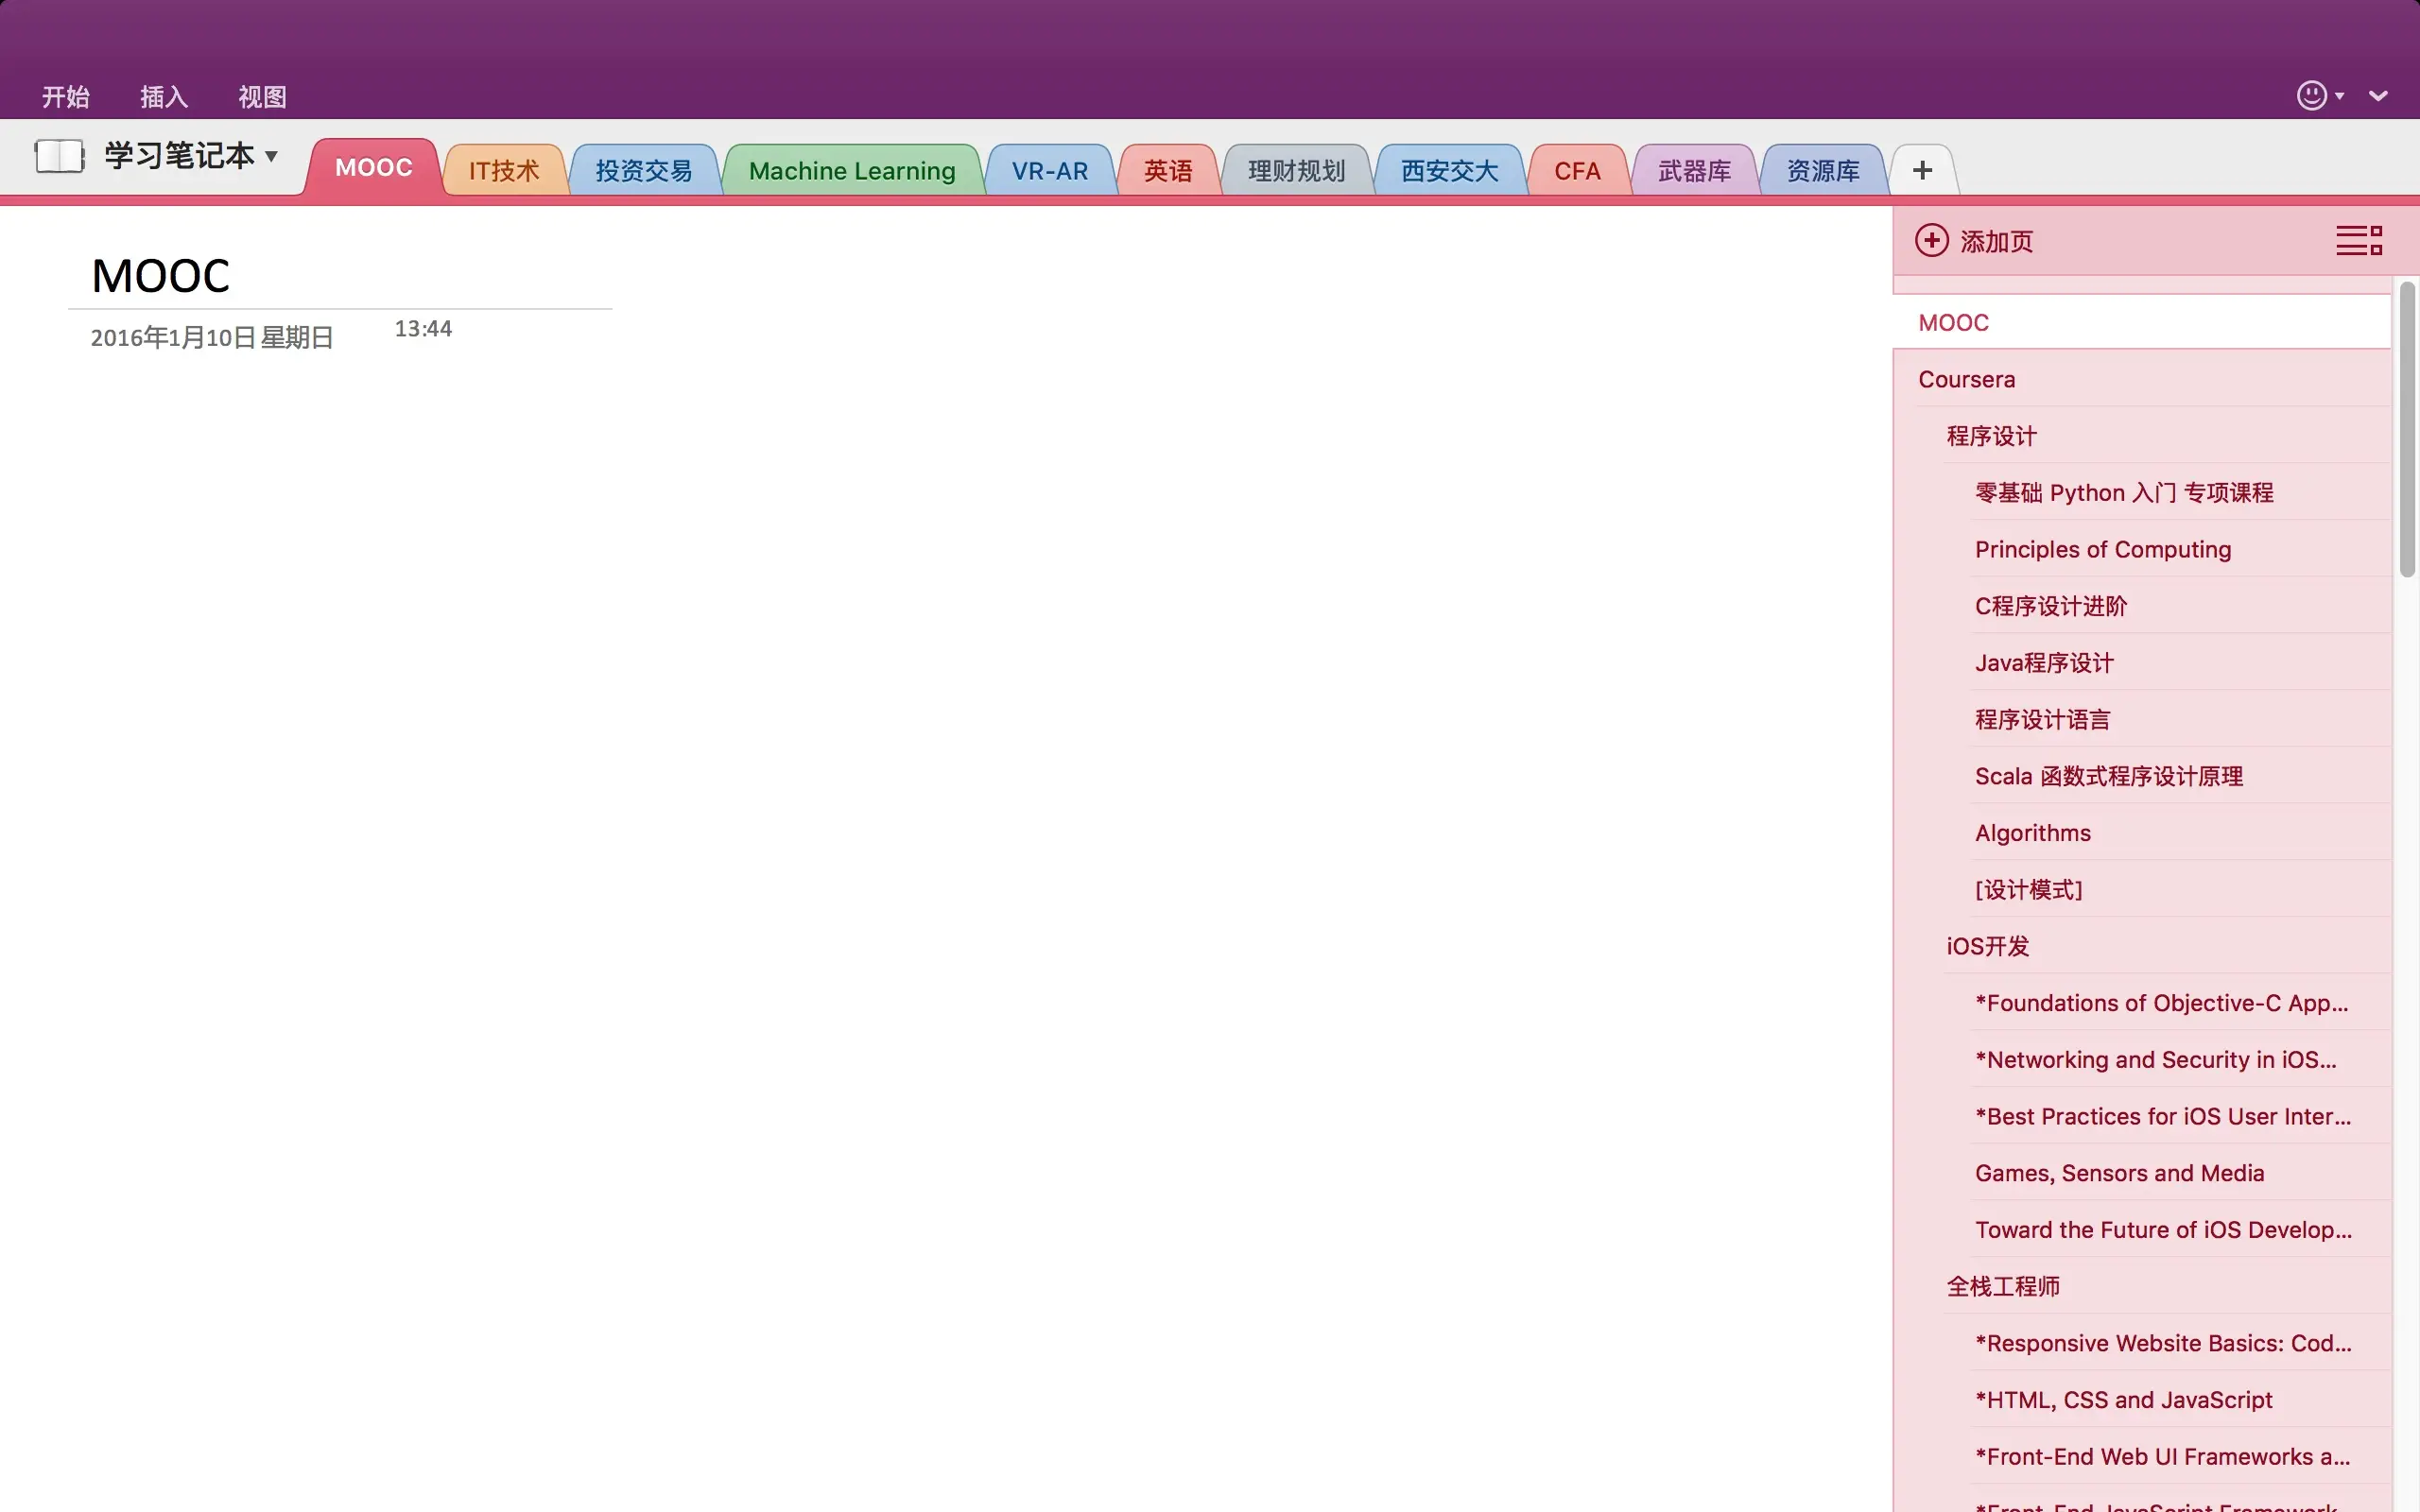 开始 插入 视图
学习笔记本 MOOC IT技术 投资交易 Machine Learning VR-AR 英语 理财规划 西安交大 CFA 武器库 资源库 +
添加页
MOOC
2016年1月10日 星期日 13:44
MOOC
Coursera
程序设计
零基础 Python 入门 专项课程
Principles of Computing
C程序设计进阶
Java程序设计
程序设计语言
Scala 函数式程序设计原理
Algorithms
[设计模式]
iOS开发
*Foundations of Objective-C App...
*Networking and Security in iOS...
*Best Practices for iOS User Inter...
Games, Sensors and Media
Toward the Future of iOS Develop...
全栈工程师
*Responsive Website Basics: Cod...
*HTML, CSS and JavaScript
*Front-End Web UI Frameworks a...
*Front-End JavaScript Framework